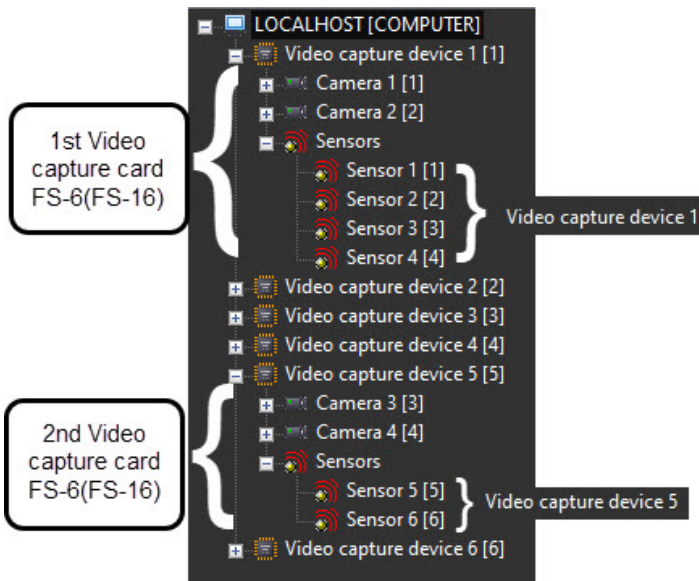 LOCALHOST [COMPUTER]
Video capture device 1 [1]
Camera 1 [1]
Camera 2 [2]
Sensors
Sensor 1 [1]
Sensor 2 [2]
Sensor 3 [3]
Sensor 4 [4]
Video capture device 2 [2]
Video capture device 3 [3]
Video capture device 4 [4]
Video capture device 5 [5]
Camera 3 [3]
Camera 4 [4]
Sensors
Sensor 5 [5]
Sensor 6 [6]
Video capture device 6 [6]
1st Video
capture card
FS-6(FS-16)
Video capture device 1
2nd Video
capture card
FS-6(FS-16)
Video capture device 5